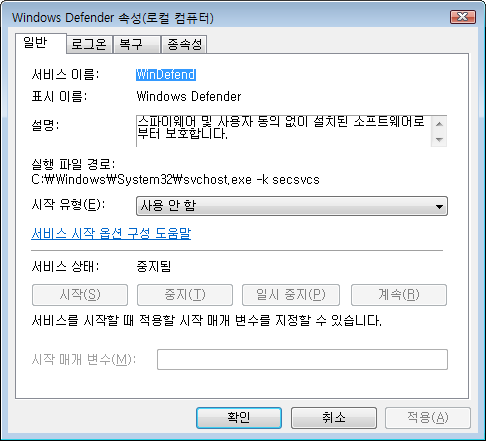 Windows Defender 속성(로컬 컴퓨터)
일반 로그온 복구 종속성
서비스 이름: WinDefend
표시 이름: Windows Defender
설명: 스파이웨어 및 사용자 동의 없이 설치된 소프트웨어로
부터 보호합니다.
실행 파일 경로:
C:₩Windows₩System32₩svchost.exe -k secsvcs
시작 유형(E): 사용 안 함
서비스 시작 옵션 구성 도움말
서비스 상태: 중지됨
시작(S) 중지(T) 일시 중지(P) 계속(R)
서비스를 시작할 때 적용할 시작 매개 변수를 지정할 수 있습니다.
시작 매개 변수(M):
확인 취소 적용(A)